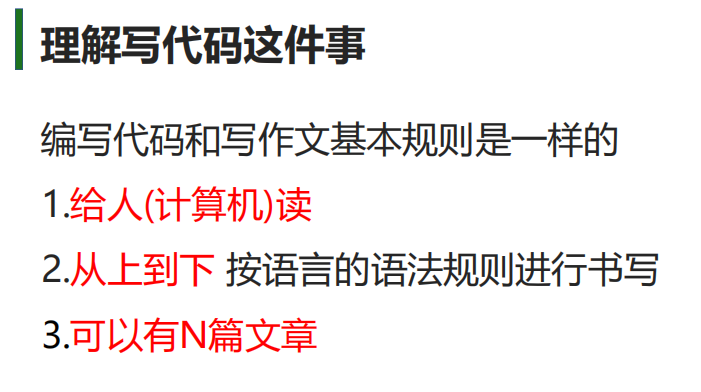 理解写代码这件事
编写代码和写作文基本规则是一样的
1.给人(计算机)读
2.从上到下 按语言的语法规则进行书写
3.可以有N篇文章